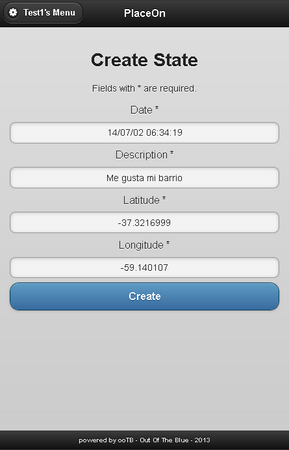 Test1's Menu
PlaceOn
Create State
Fields with * are required.
Date *
14/07/02 06:34:19
Description *
Me gusta mi barrio
Latitude *
-37.3216999
Longitude *
-59.140107
Create
powered by ooTB - Out Of The Blue - 2013